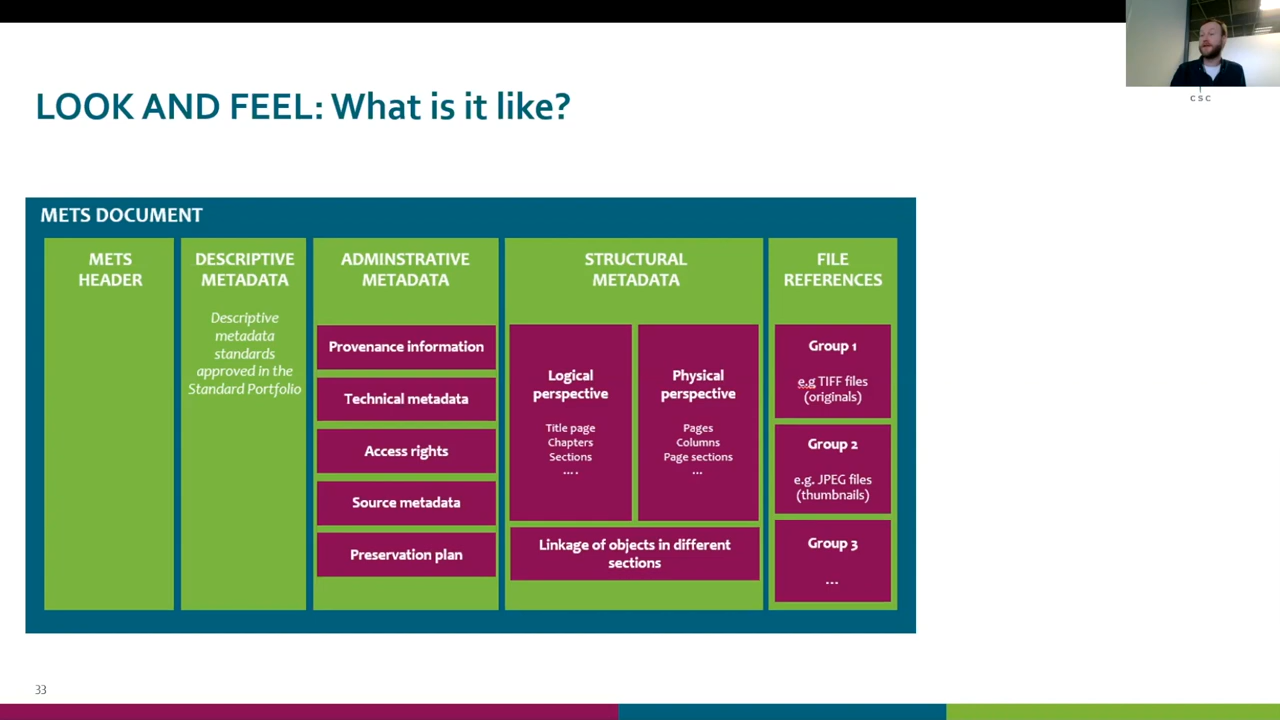 CSC
LOOK AND FEEL: What is it like?
METS DOCUMENT
METS
HEADER
DESCRIPTIVE
METADATA
Descriptive
metadata
standards
approved in the
Standard Portfolio
ADMINSTRATIVE
METADATA
Provenance information
Technical metadata
Access rights
Source metadata
Preservation plan
STRUCTURAL
METADATA
Logical
perspective
Title page
Chapters
Sections
... .
Physical
perspective
Pages
Columns
Page sections
...
Linkage of objects in different
sections
FILE
REFERENCES
Group 1
e.g TIFF files
(originals)
Group 2
e.g. JPEG files
(thumbnails)
Group 3
...
33